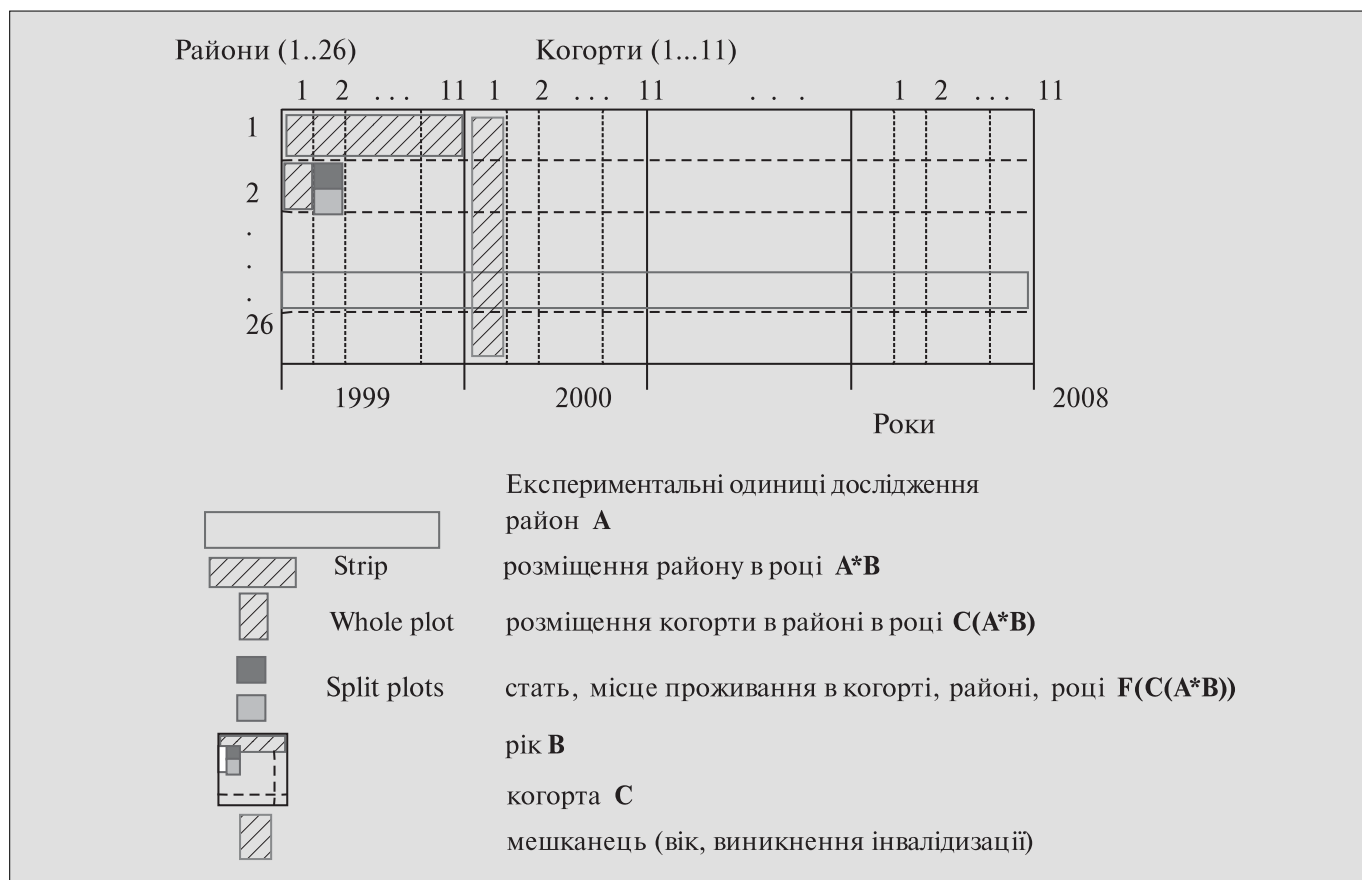 Райони (1..26) Когорти (1...11)
1 2 . . . 11 1 2 . . . 11 . . . 1 2 . . . 11
1
2
.
.
.
26
1999 2000 2008
Роки
Експериментальні одиниці дослідження
район A
Strip розміщення району в році A*B
Whole plot розміщення когорти в районі в році C(A*B)
Split plots стать, місце проживання в когорті, районі, році F(C(A*B))
рік B
когорта C
мешканець (вік, виникнення інвалідизації)